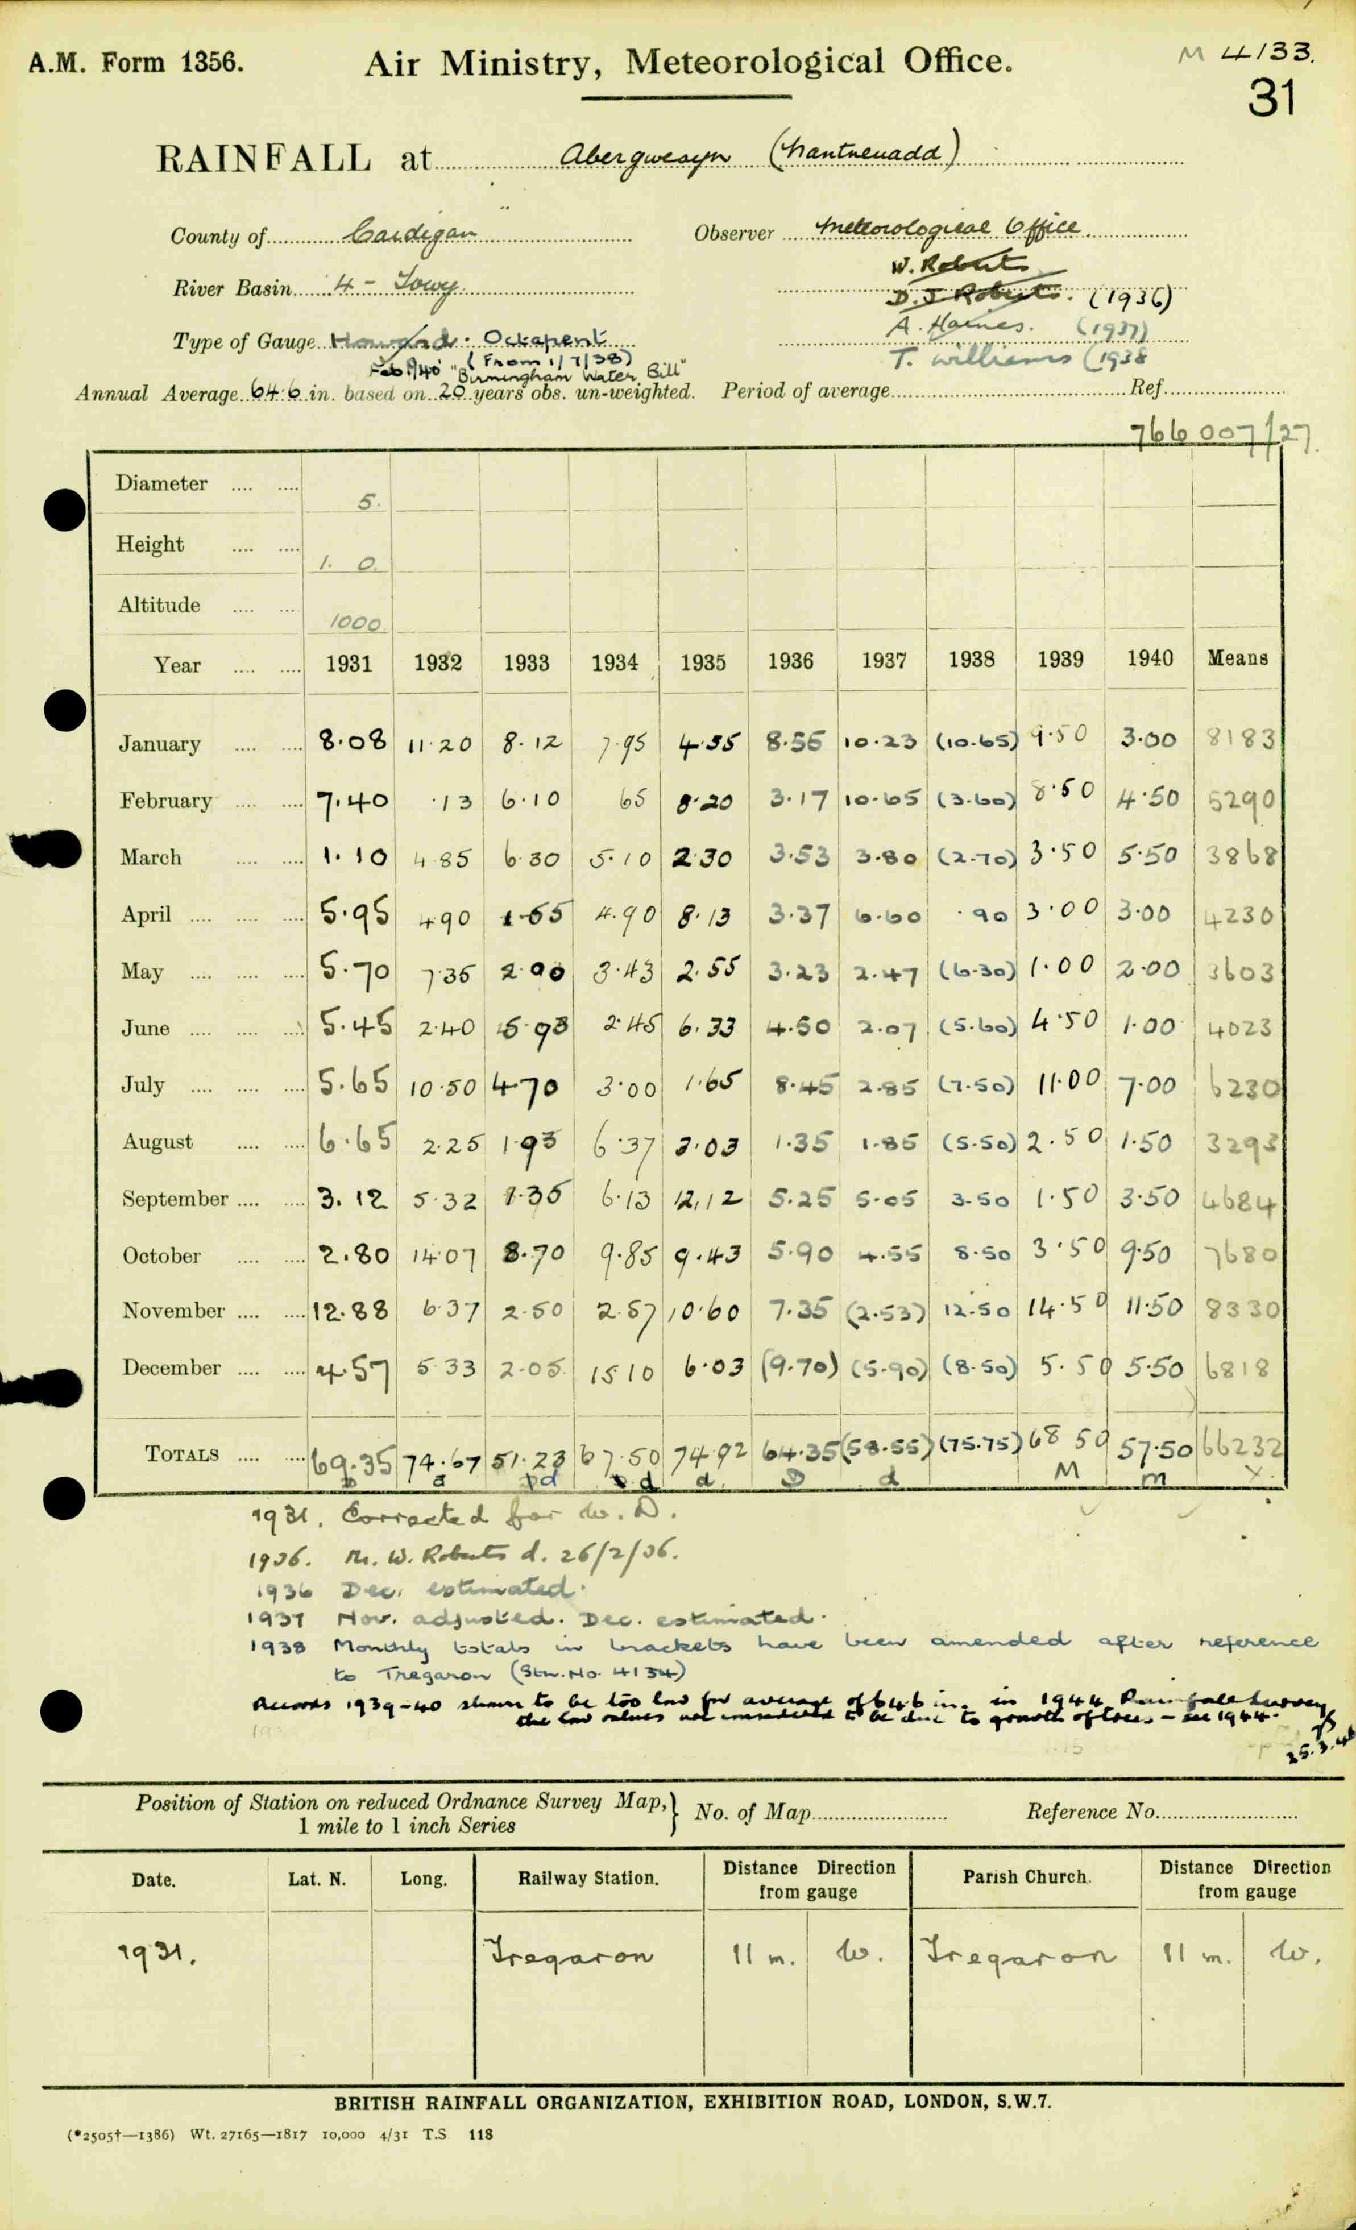 A.M. Form 1356. Air Ministry, Meteorological Office. M 4133.
31
RAINFALL at Abergwesyn (Nantneuadd)
County of Cardigan Observer Meteorological Office
W. Roberts
River Basin 4 - Towy
D. J. Roberts. (1936)
Type of Gauge Howard. Octapent A. Haines. (1937)
(From 1/7/38) T. Williams (1938
Feb 1940 "Birmingham Water Bill"
Annual Average 64.6 in. based on 20 years obs. un-weighted. Period of average Ref.
766 007/27.
Diameter 5.
Height 1. 0
Altitude 1000
Year 1931 1932 1933 1934 1935 1936 1937 1938 1939 1940 Means
January 8.08 11.20 8.12 7.95 4.55 8.55 10.23 (10.65) 9.50 3.00 8183
February 7.40 .13 6.10 65 8.20 3.17 10.65 (3.60) 8.50 4.50 5290
March 1.10 4.85 6.30 5.10 2.30 3.53 3.80 (2.70) 3.50 5.50 3868
April 5.95 4.90 1.55 4.90 8.13 3.37 6.60 .90 3.00 3.00 4230
May 5.70 7.35 2.00 3.43 2.55 3.23 2.47 (6.30) 1.00 2.00 3603
June 5.45 2.40 5.93 2.45 6.33 4.50 2.07 (5.60) 4.50 1.00 4023
July 5.65 10.50 4.70 3.00 1.65 8.45 2.85 (7.50) 11.00 7.00 6230
August 6.65 2.25 1.93 6.37 3.03 1.35 1.85 (5.50) 2.50 1.50 3293
September 3.12 5.32 1.35 6.13 12.12 5.25 5.05 3.50 1.50 3.50 4684
October 2.80 14.07 8.70 9.85 9.43 5.90 4.55 8.50 3.50 9.50 7680
November 12.88 6.37 2.50 2.57 10.60 7.35 (2.53) 12.50 14.50 11.50 8330
December 4.57 5.33 2.05 15.10 6.03 (9.70) (5.90) (8.50) 5.50 5.50 6818
TOTALS 69.35 74.67 51.23 67.50 74.92 64.35 (58.55) (75.75) 68 50 57.50 66232
D d d d d D d M m X
1931. Corrected for W. D.
1936. Mr. W. Roberts d. 26/2/36.
1936 Dec. estimated.
1937 Nov. adjusted. Dec. estimated.
1938 Monthly totals in brackets have been amended after reference
to Tregaron (Stn. No. 4134)
Records 1939-40 shown to be too low for average of 64.6 in. in 1944 Rainfall Survey
the low values not considered to be due to growth of trees - see 1944.
25.3.46
Position of Station on reduced Ordnance Survey Map,} No. of Map Reference No.
1 mile to 1 inch Series
Date. Lat. N. Long. Railway Station. Distance Direction from gauge Parish Church. Distance Direction from gauge
1931. Tregaron 11 m. W. Tregaron 11 m. W.
BRITISH RAINFALL ORGANIZATION, EXHIBITION ROAD, LONDON, S.W.7.
(*2505†—1386) Wt. 27165—1817 10,000 4/31 T.S 118